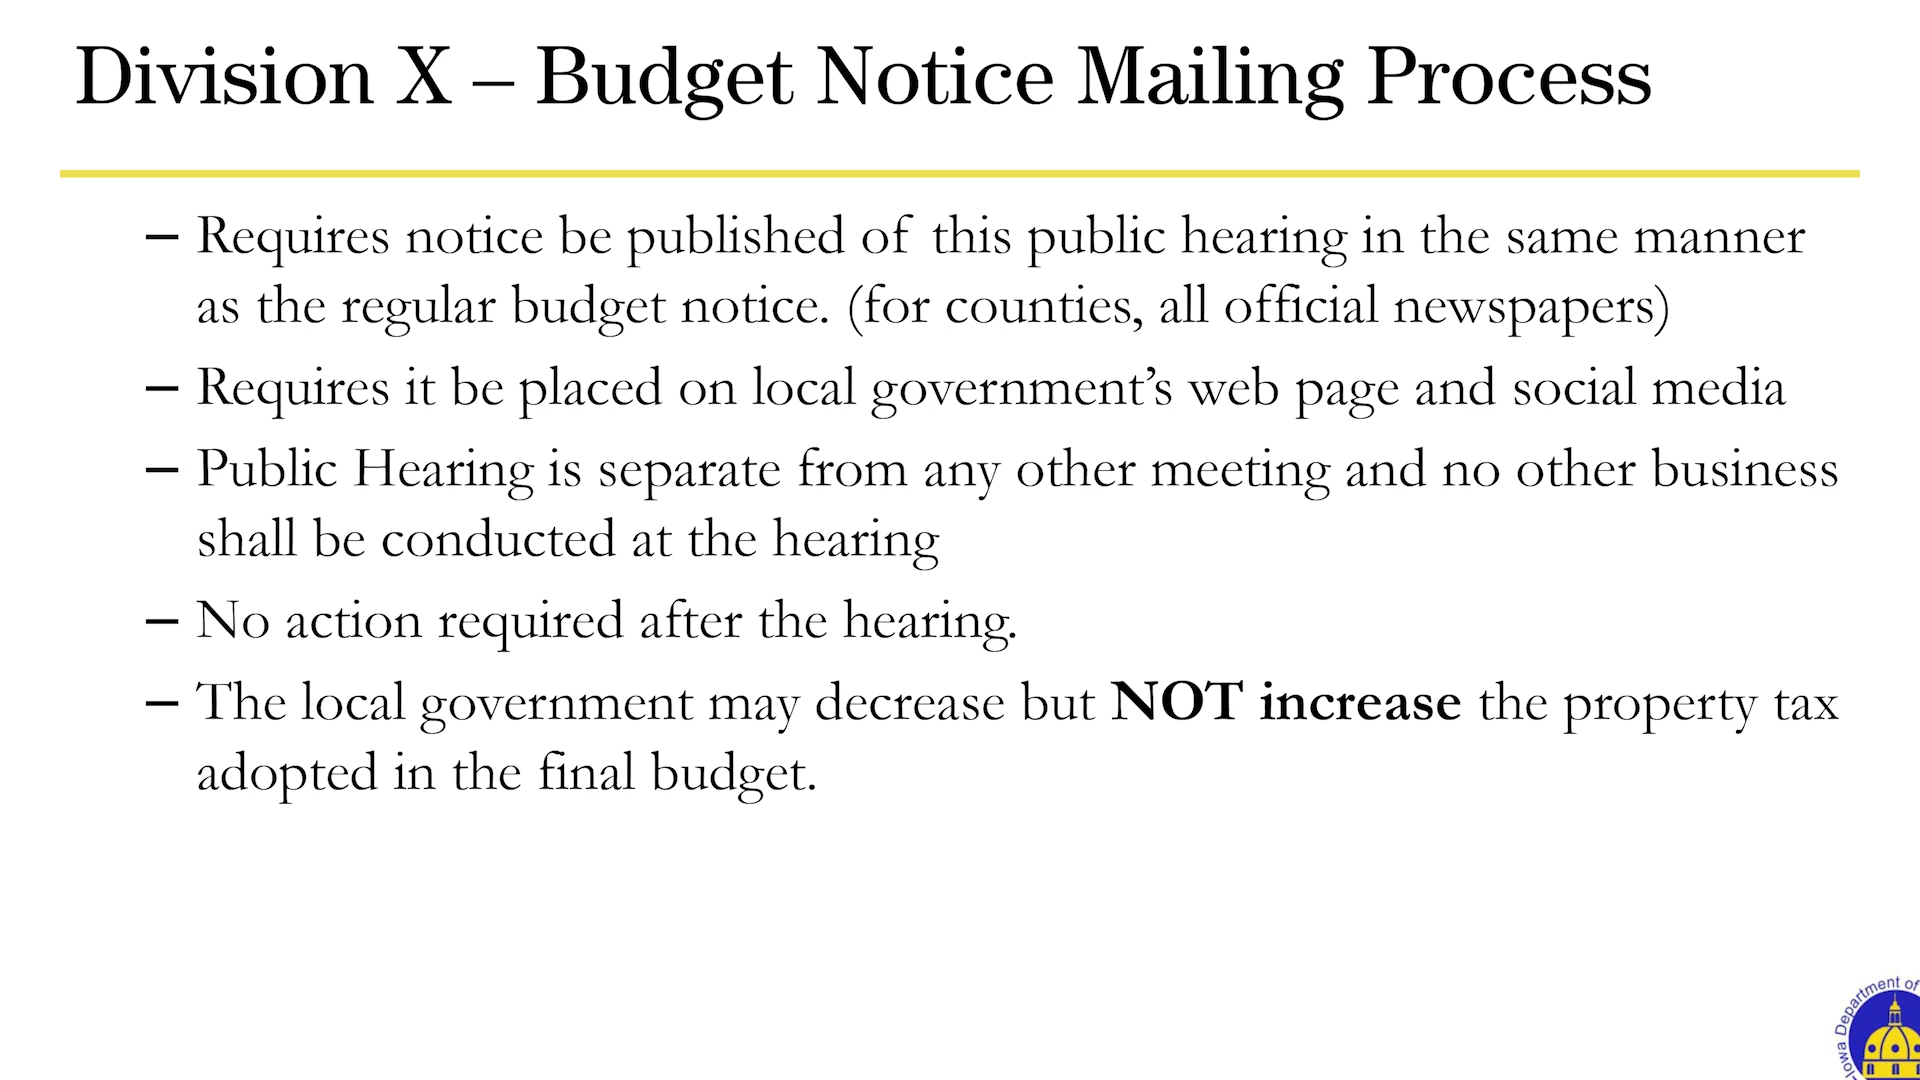 Division X – Budget Notice Mailing Process
– Requires notice be published of this public hearing in the same manner
as the regular budget notice. (for counties, all official newspapers)
– Requires it be placed on local government’s web page and social media
– Public Hearing is separate from any other meeting and no other business
shall be conducted at the hearing
– No action required after the hearing.
– The local government may decrease but NOT increase the property tax
adopted in the final budget.
Iowa Department of